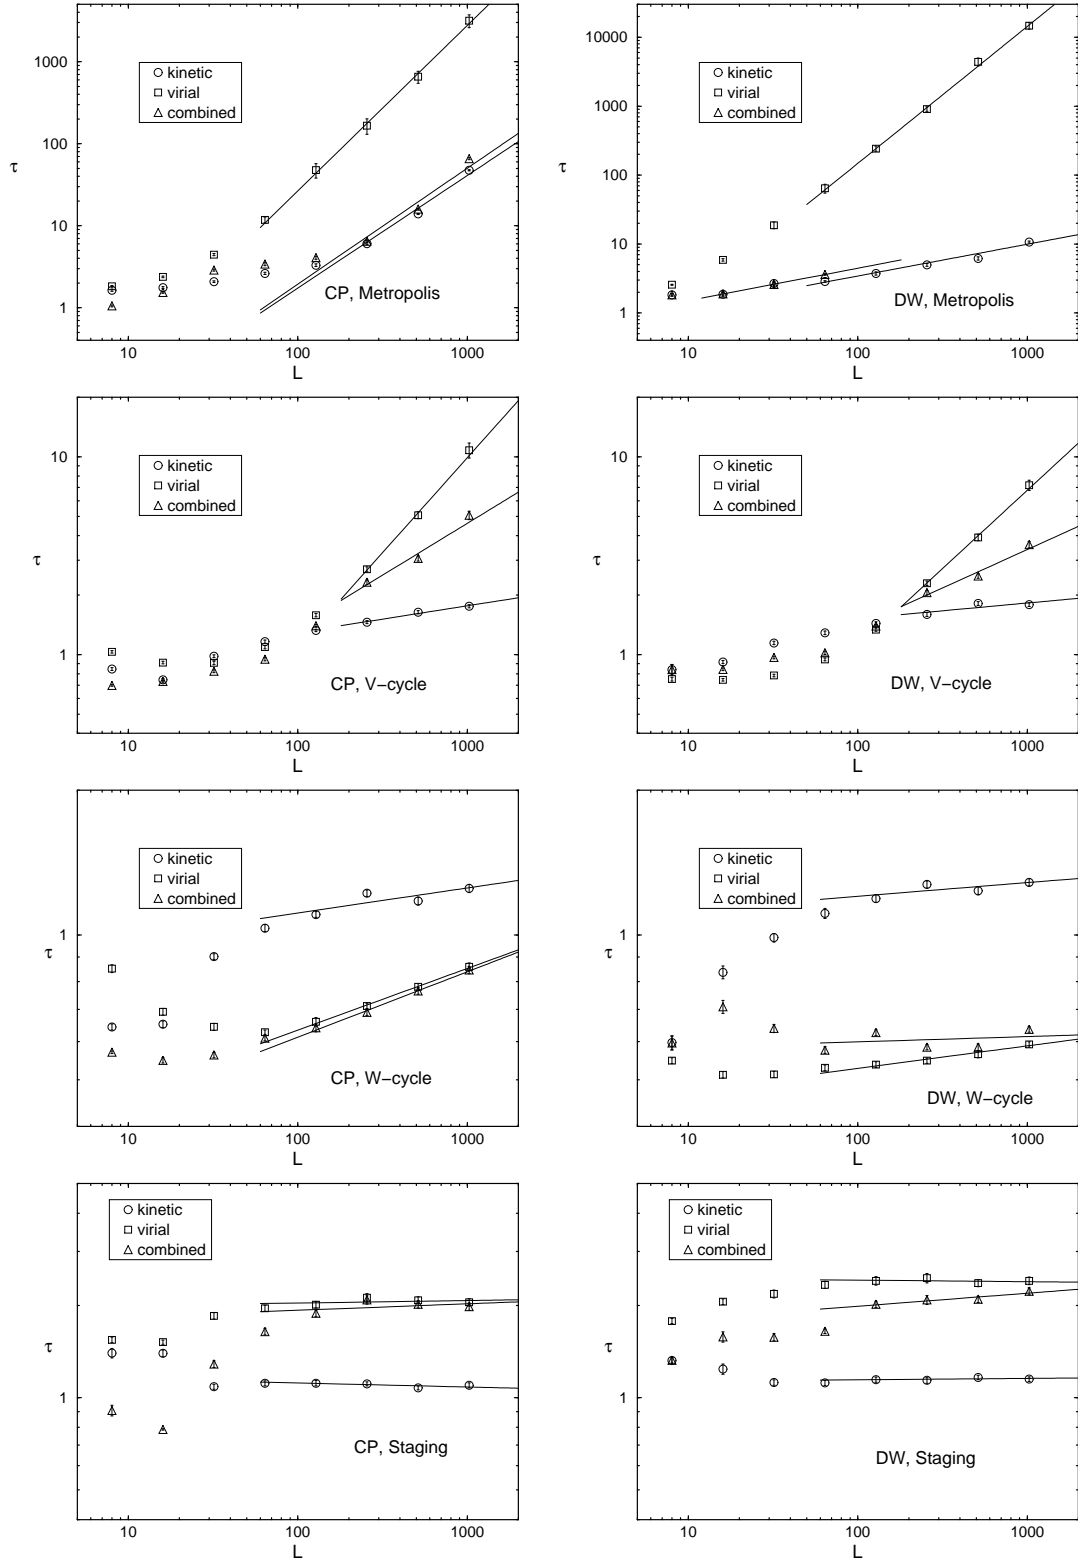 1000
100
10
1
τ
kinetic
virial
combined
CP, Metropolis
10 100 1000
L
10000
1000
100
10
1
τ
kinetic
virial
combined
DW, Metropolis
10 100 1000
L
10
1
τ
kinetic
virial
combined
CP, V−cycle
10 100 1000
L
10
1
τ
kinetic
virial
combined
DW, V−cycle
10 100 1000
L
1
τ
kinetic
virial
combined
CP, W−cycle
10 100 1000
L
1
τ
kinetic
virial
combined
DW, W−cycle
10 100 1000
L
1
τ
kinetic
virial
combined
CP, Staging
10 100 1000
L
1
τ
kinetic
virial
combined
DW, Staging
10 100 1000
L